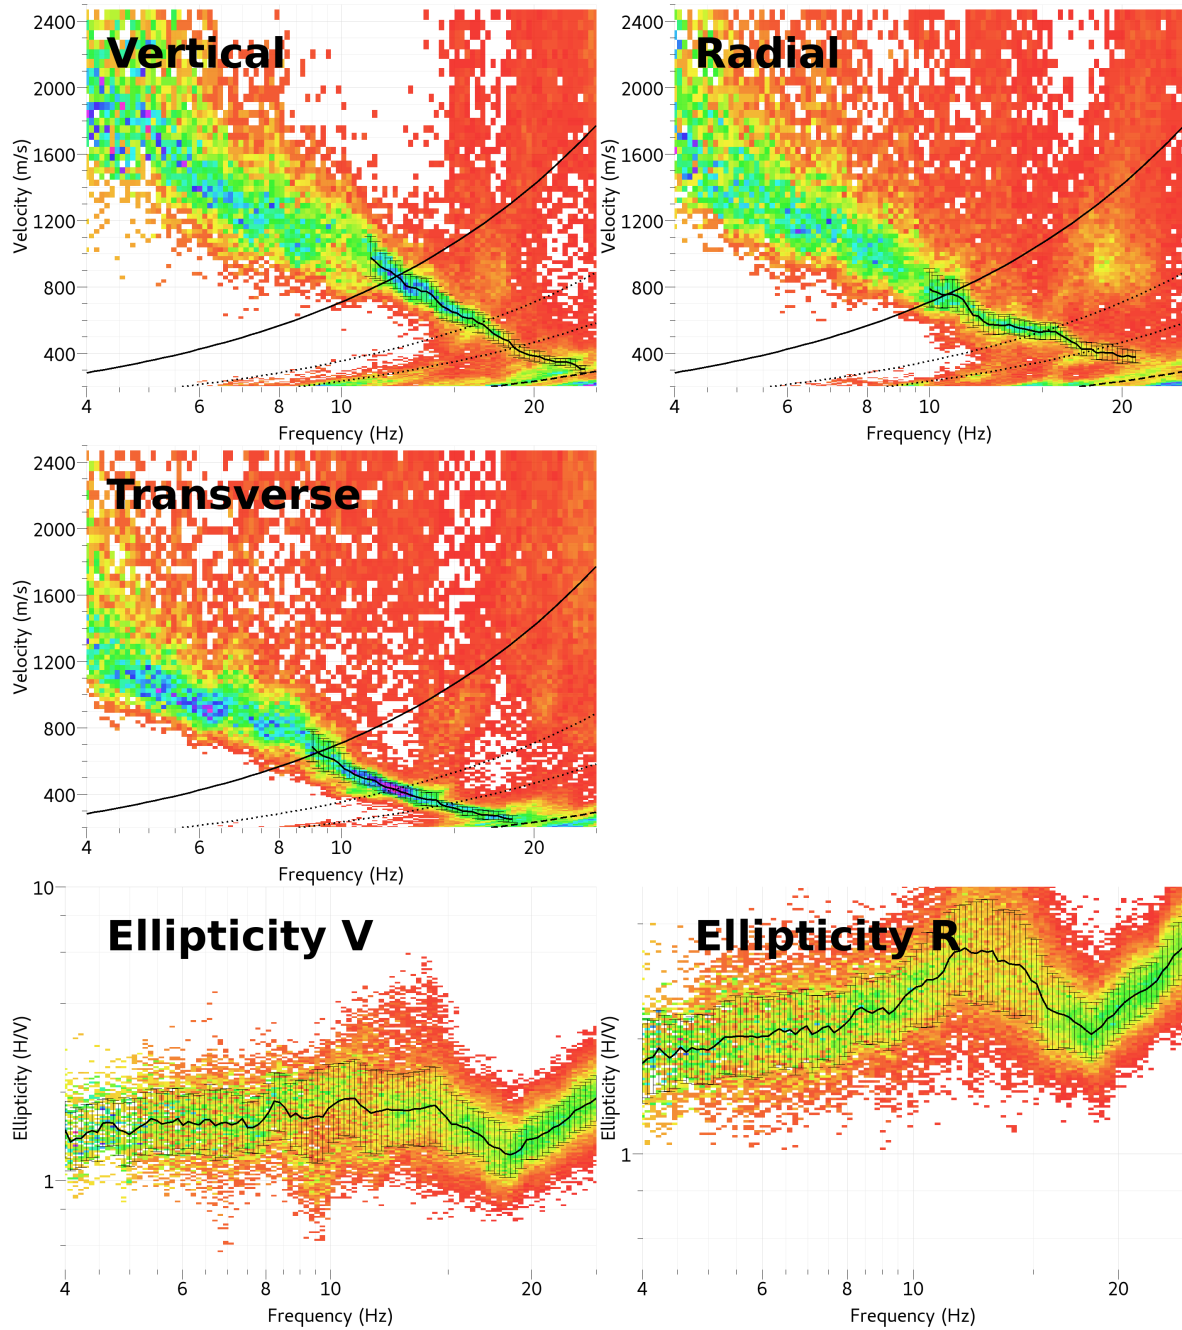 Vertical
Velocity (m/s)
2400
2000
1600
1200
800
400
4 6 8 10 20
Frequency (Hz)
Radial
Velocity (m/s)
2400
2000
1600
1200
800
400
4 6 8 10 20
Frequency (Hz)
Transverse
Velocity (m/s)
2400
2000
1600
1200
800
400
4 6 8 10 20
Frequency (Hz)
Ellipticity V
Ellipticity (H/V)
10
1
4 6 8 10 20
Frequency (Hz)
Ellipticity R
Ellipticity (H/V)
1
4 6 8 10 20
Frequency (Hz)